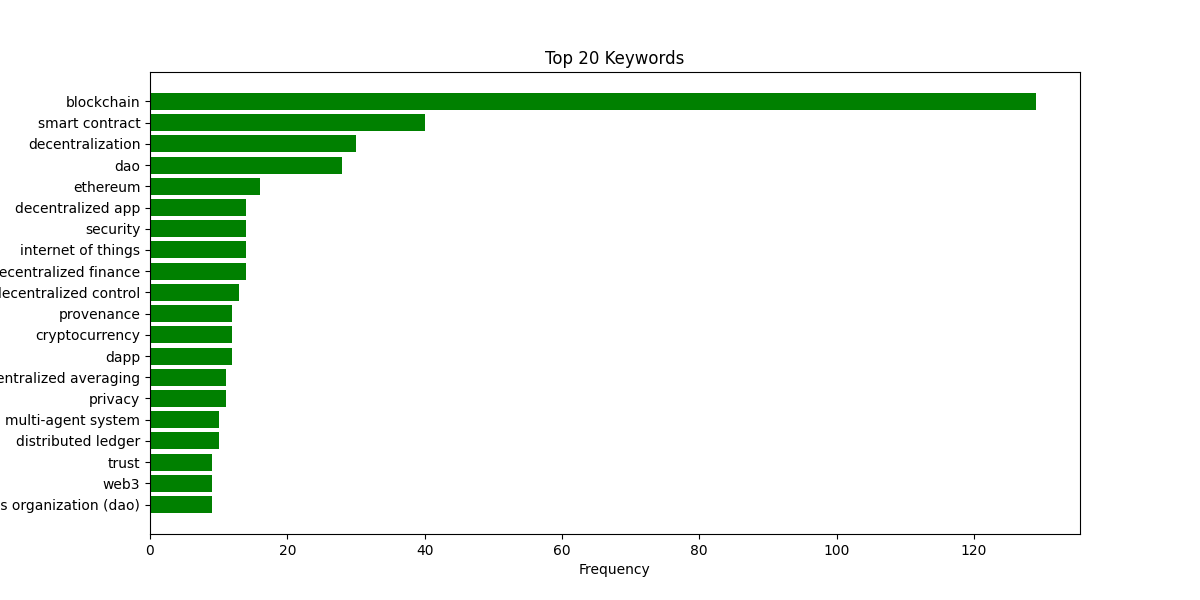 Top 20 Keywords
blockchain
smart contract
decentralization
dao
ethereum
decentralized app
security
internet of things
ecentralized finance
lecentralized control
provenance
cryptocurrency
dapp
entralized averaging
privacy
multi-agent system
distributed ledger
trust
web3
s organization (dao)
0 20 40 60 80 100 120
Frequency